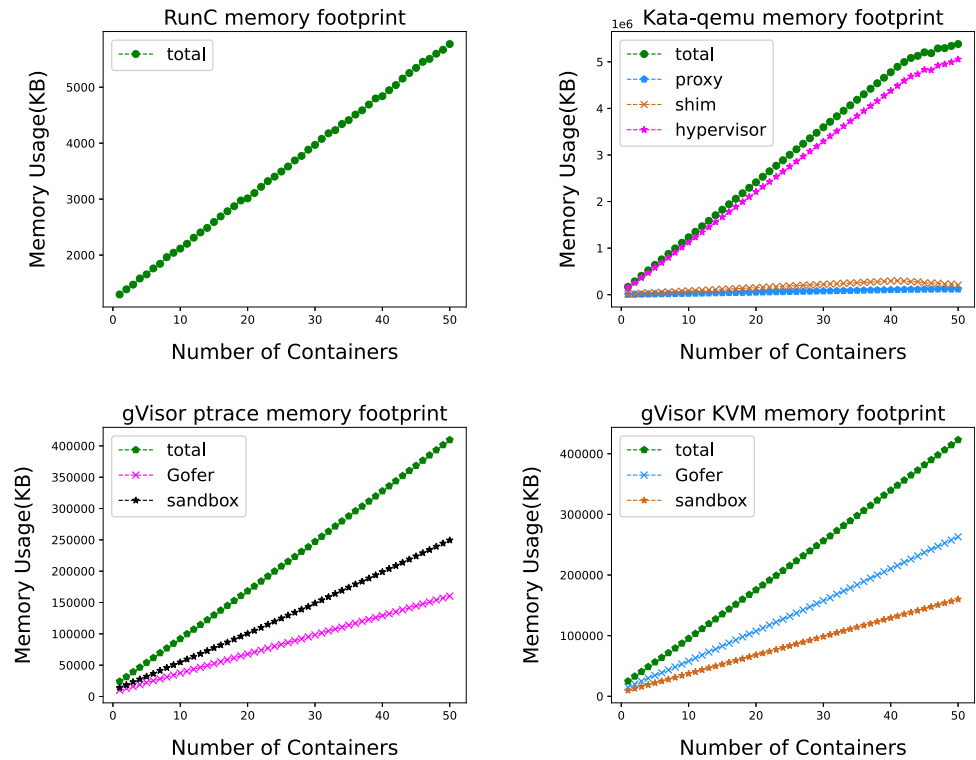 RunC memory footprint
total
5000
4000
3000
2000
0 10 20 30 40 50
Memory Usage(KB)
Number of Containers
Kata-qemu memory footprint
1e6
total
proxy
shim
hypervisor
5
4
3
2
1
0
0 10 20 30 40 50
Memory Usage(KB)
Number of Containers
gVisor ptrace memory footprint
total
Gofer
sandbox
400000
350000
300000
250000
200000
150000
100000
50000
0
0 10 20 30 40 50
Memory Usage(KB)
Number of Containers
gVisor KVM memory footprint
total
Gofer
sandbox
400000
300000
200000
100000
0
0 10 20 30 40 50
Memory Usage(KB)
Number of Containers